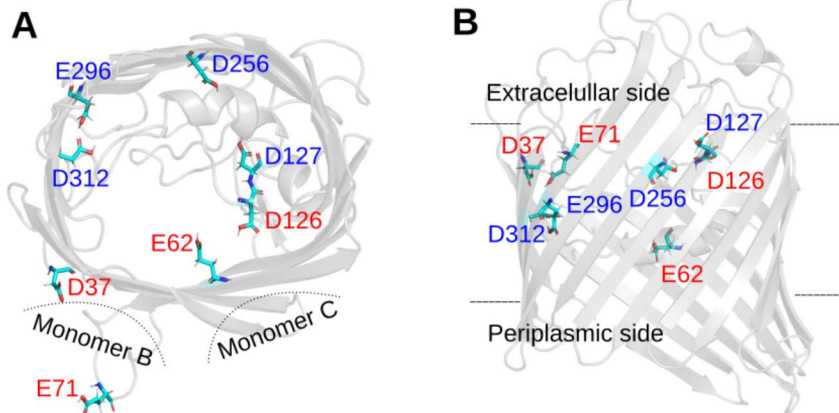 A
E296
D256
D127
D312
D126
E62
D37
Monomer B
Monomer C
E71
B
Extracelullar side
D127
D37
E71
D126
D256
E296
D312
E62
Periplasmic side